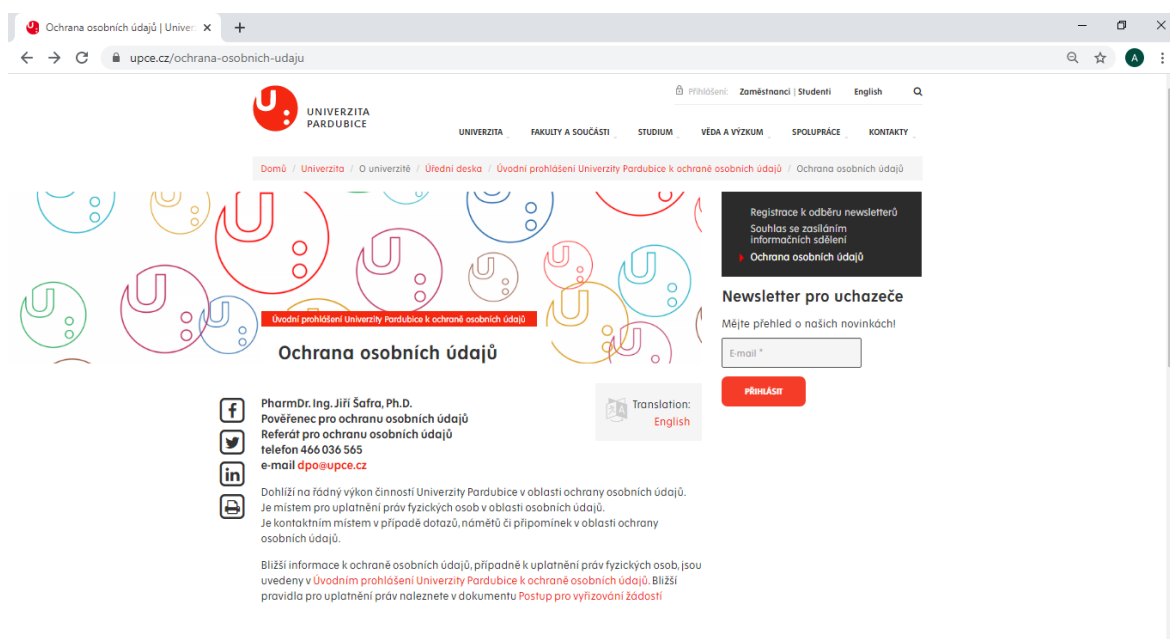 Ochrana osobních údajů | Univer
upce.cz/ochrana-osobnich-udaju
A
UNIVERZITA
PARDUBICE
Přihlášení: Zaměstnanci | Studenti English
UNIVERZITA FAKULTY A SOUČÁSTI STUDIUM VĚDA A VÝZKUM SPOLUPRÁCE KONTAKTY
Domů / Univerzita / O univerzitě / Úřední deska / Úvodní prohlášení Univerzity Pardubice k ochraně osobních údajů / Ochrana osobních údajů
Úvodní prohlášení Univerzity Pardubice k ochraně osobních údajů
Ochrana osobních údajů
Registrace k odběru newsletterů
Souhlas se zasíláním
informačních sdělení
Ochrana osobních údajů
Newsletter pro uchazeče
Mějte přehled o našich novinkách!
E-mail *
PŘIHLÁSIT
PharmDr. Ing. Jiří Šafra, Ph.D.
Pověřenec pro ochranu osobních údajů
Referát pro ochranu osobních údajů
telefon 466 036 565
e-mail dpo@upce.cz
Translation:
English
Dohlíží na řádný výkon činností Univerzity Pardubice v oblasti ochrany osobních údajů.
Je místem pro uplatnění práv fyzických osob v oblasti osobních údajů.
Je kontaktním místem v případě dotazů, námětů či připomínek v oblasti ochrany
osobních údajů.
Bližší informace k ochraně osobních údajů, případně k uplatnění práv fyzických osob, jsou
uvedeny v Úvodním prohlášení Univerzity Pardubice k ochraně osobních údajů. Bližší
pravidla pro uplatnění práv naleznete v dokumentu Postup pro vyřizování žádostí